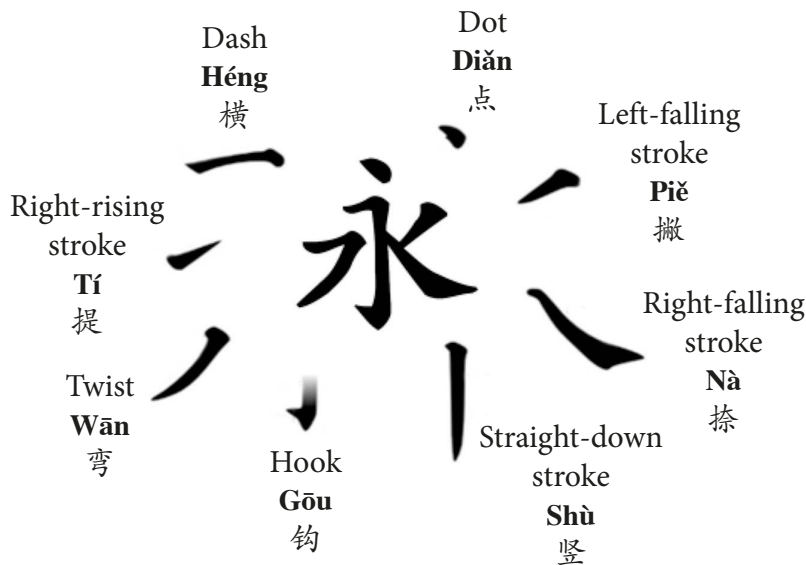 Dash
Héng
横
Dot
Diǎn
点
Left-falling
stroke
Piě
撇
Right-rising
stroke
Tí
提
永
Right-falling
stroke
Nà
捺
Twist
Wān
弯
Hook
Gōu
钩
Straight-down
stroke
Shù
竖